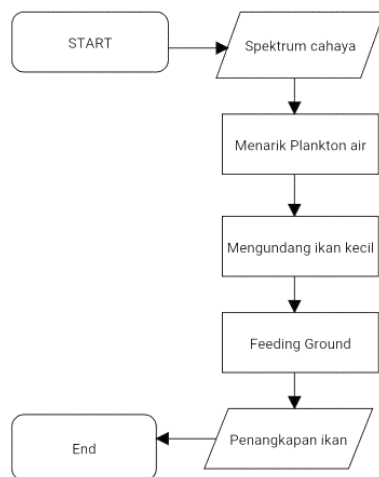 START
Spektrum cahaya
Menarik Plankton air
Mengundang ikan kecil
Feeding Ground
Penangkapan ikan
End